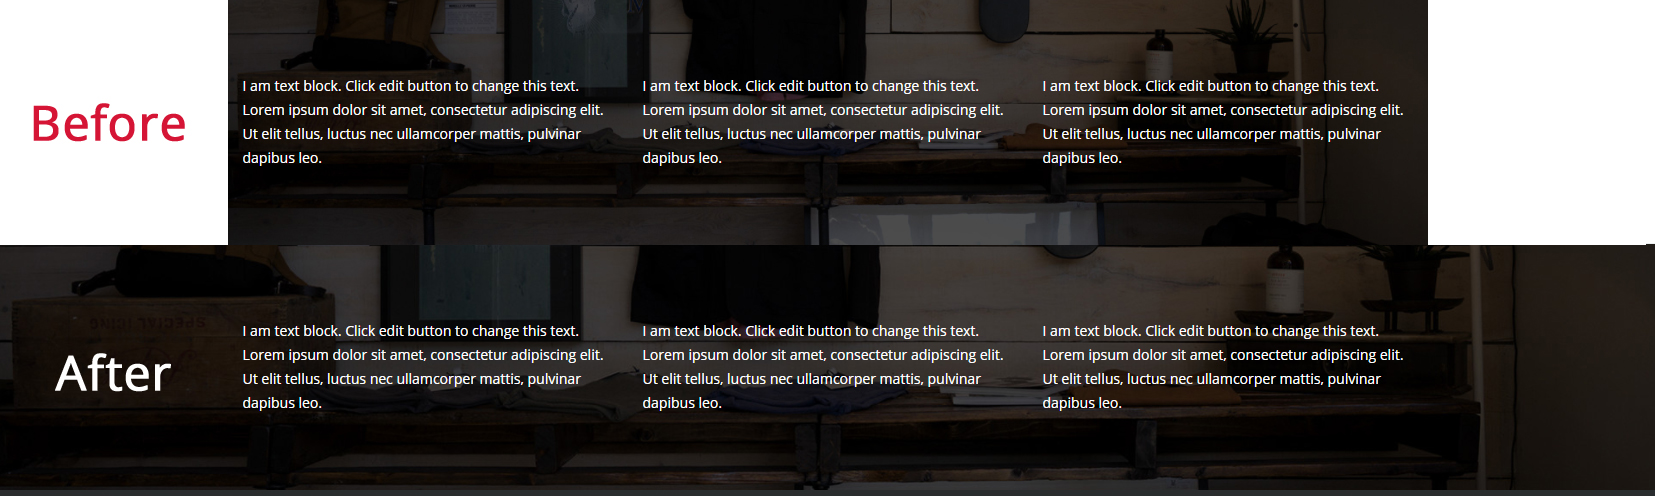 Before
I am text block. Click edit button to change this text.
Lorem ipsum dolor sit amet, consectetur adipiscing elit.
Ut elit tellus, luctus nec ullamcorper mattis, pulvinar
dapibus leo.
I am text block. Click edit button to change this text.
Lorem ipsum dolor sit amet, consectetur adipiscing elit.
Ut elit tellus, luctus nec ullamcorper mattis, pulvinar
dapibus leo.
I am text block. Click edit button to change this text.
Lorem ipsum dolor sit amet, consectetur adipiscing elit.
Ut elit tellus, luctus nec ullamcorper mattis, pulvinar
dapibus leo.
After
I am text block. Click edit button to change this text.
Lorem ipsum dolor sit amet, consectetur adipiscing elit.
Ut elit tellus, luctus nec ullamcorper mattis, pulvinar
dapibus leo.
I am text block. Click edit button to change this text.
Lorem ipsum dolor sit amet, consectetur adipiscing elit.
Ut elit tellus, luctus nec ullamcorper mattis, pulvinar
dapibus leo.
I am text block. Click edit button to change this text.
Lorem ipsum dolor sit amet, consectetur adipiscing elit.
Ut elit tellus, luctus nec ullamcorper mattis, pulvinar
dapibus leo.